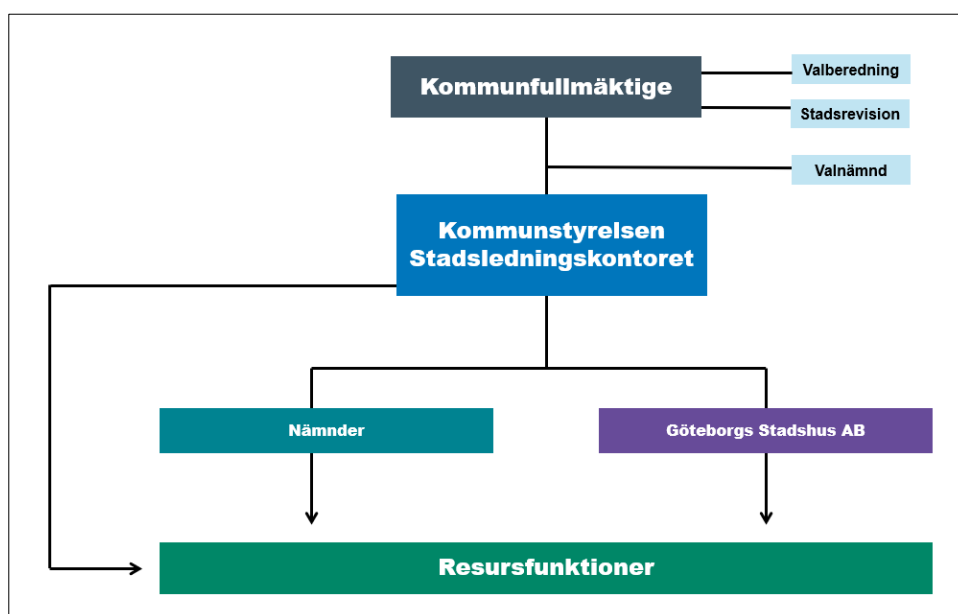 Kommunfullmäktige
Valberedning
Stadsrevision
Valnämnd
Kommunstyrelsen
Stadsledningskontoret
Nämnder
Göteborgs Stadshus AB
Resursfunktioner